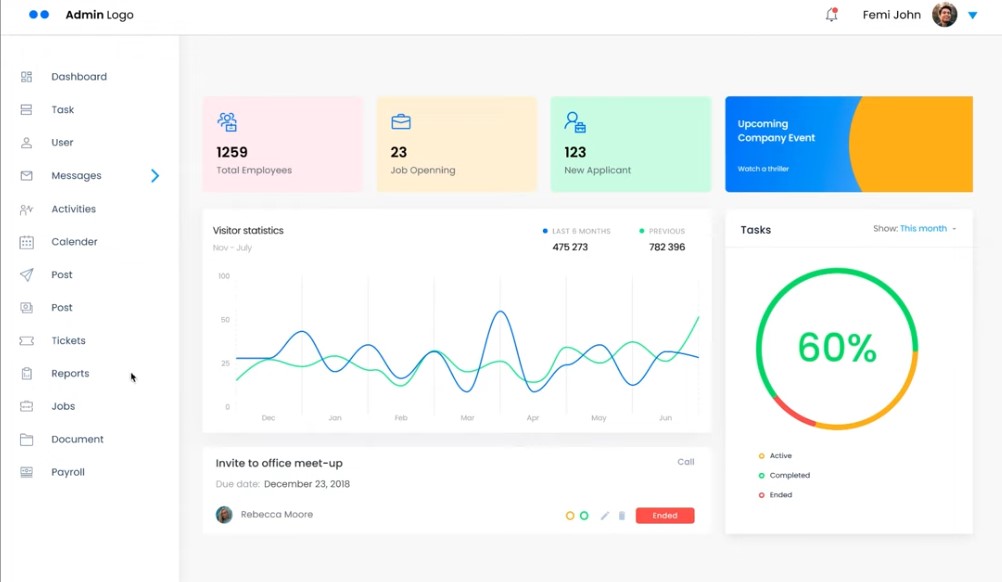 Admin Logo
Femi John
Dashboard
Task
User
Messages
Activities
Calender
Post
Post
Tickets
Reports
Jobs
Document
Payroll
1259
Total Employees
23
Job Openning
123
New Applicant
Upcoming
Company Event
Watch a thriller
Visitor statistics
Nov - July
LAST 6 MONTHS
475 273
PREVIOUS
782 396
100
50
25
0
Dec Jan Feb Mar Apr May Jun
Tasks
Show: This month
60%
Active
Completed
Ended
Invite to office meet-up
Call
Due date: December 23, 2018
Rebecca Moore
Ended